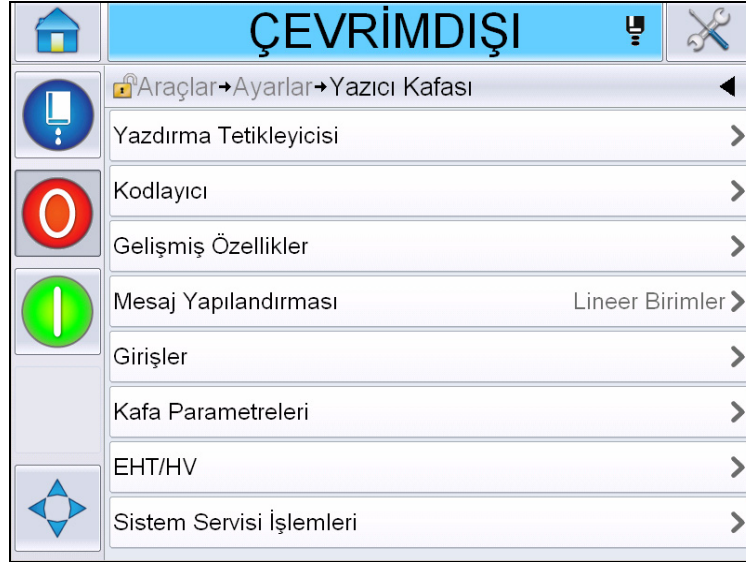 ÇEVRİMDIŞI
Araçlar→Ayarlar→Yazıcı Kafası
Yazdırma Tetikleyicisi
Kodlayıcı
Gelişmiş Özellikler
Mesaj Yapılandırması Lineer Birimler
Girişler
Kafa Parametreleri
EHT/HV
Sistem Servisi İşlemleri